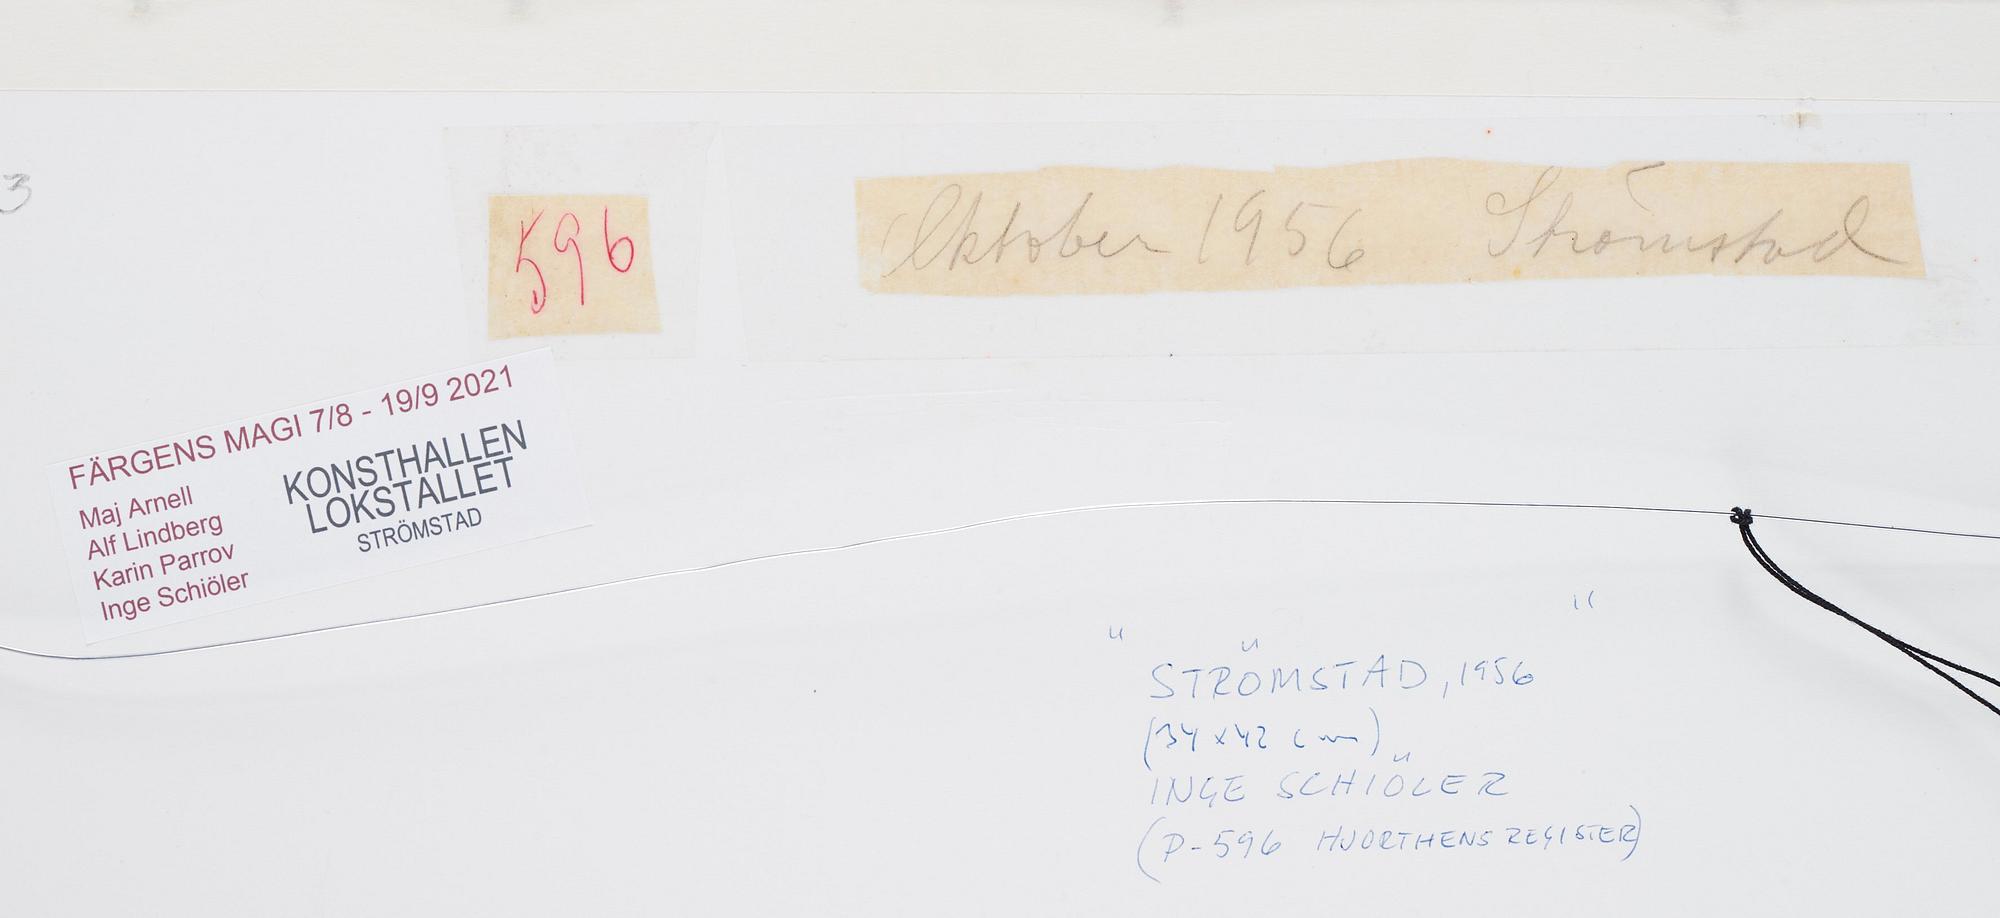 3
596
Oktober 1956 Strömstad
FÄRGENS MAGI 7/8 - 19/9 2021
Maj Arnell
Alf Lindberg
Karin Parrov
Inge Schiöler
KONSTHALLEN
LOKSTALLET
STRÖMSTAD
"STRÖMSTAD, 1956"
(34 x 42 cm)
INGE SCHIÖLER
(P-596 HJORTHENS REGISTER)